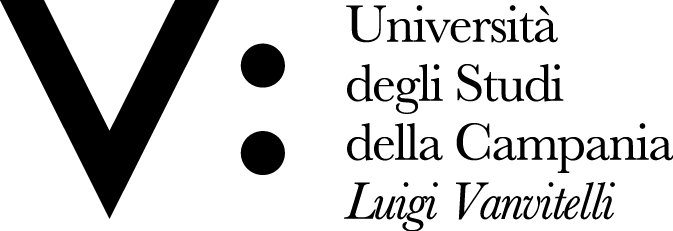 V:
Università
degli Studi
della Campania
Luigi Vanvitelli